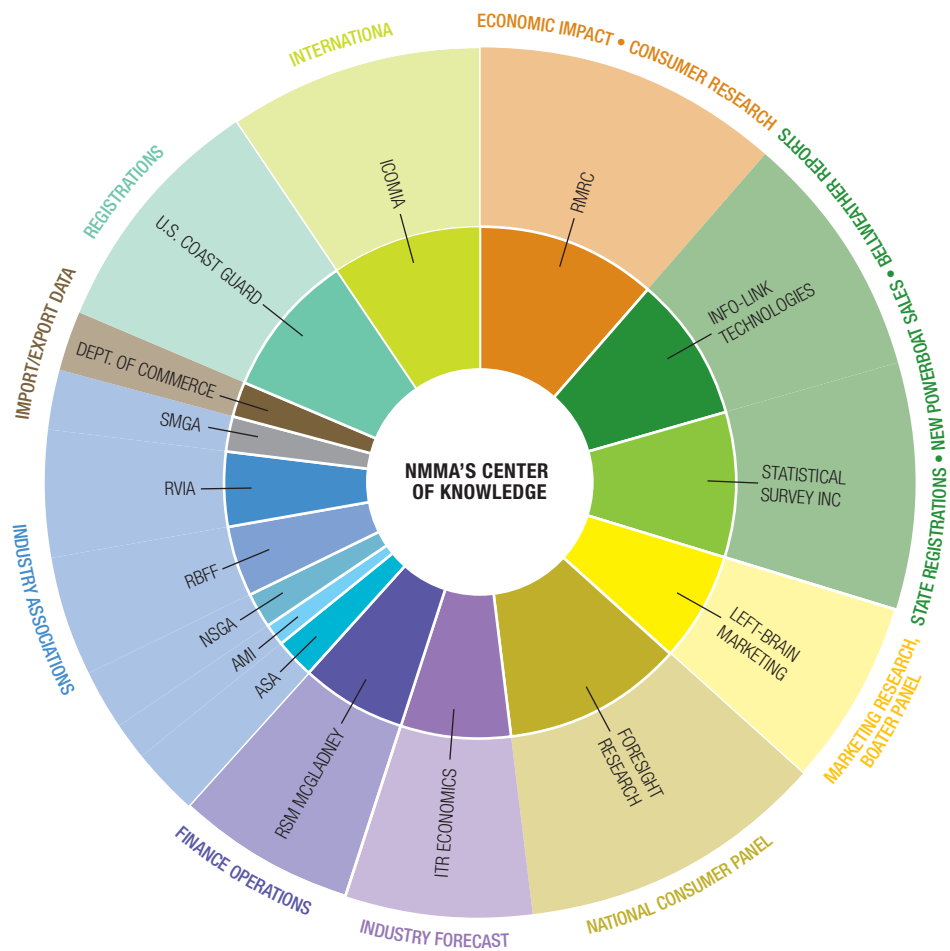 INTERNATIONA
ECONOMIC IMPACT • CONSUMER RESEARCH
STATE REGISTRATIONS • NEW POWERBOAT SALES • BELLWEATHER REPORTS
MARKETING RESEARCH,
BOATER PANEL
NATIONAL CONSUMER PANEL
INDUSTRY FORECAST
FINANCE OPERATIONS
INDUSTRY ASSOCIATIONS
IMPORT/EXPORT DATA
REGISTRATIONS
ICOMIA
RMRC
INFO-LINK
TECHNOLOGIES
STATISTICAL
SURVEY INC
LEFT-BRAIN
MARKETING
FORESIGHT
RESEARCH
ITR ECONOMICS
RSM MCGLADNEY
ASA
AMI
NSGA
RBFF
RVIA
SMGA
DEPT. OF COMMERCE
U.S. COAST GUARD
NMMA'S CENTER
OF KNOWLEDGE